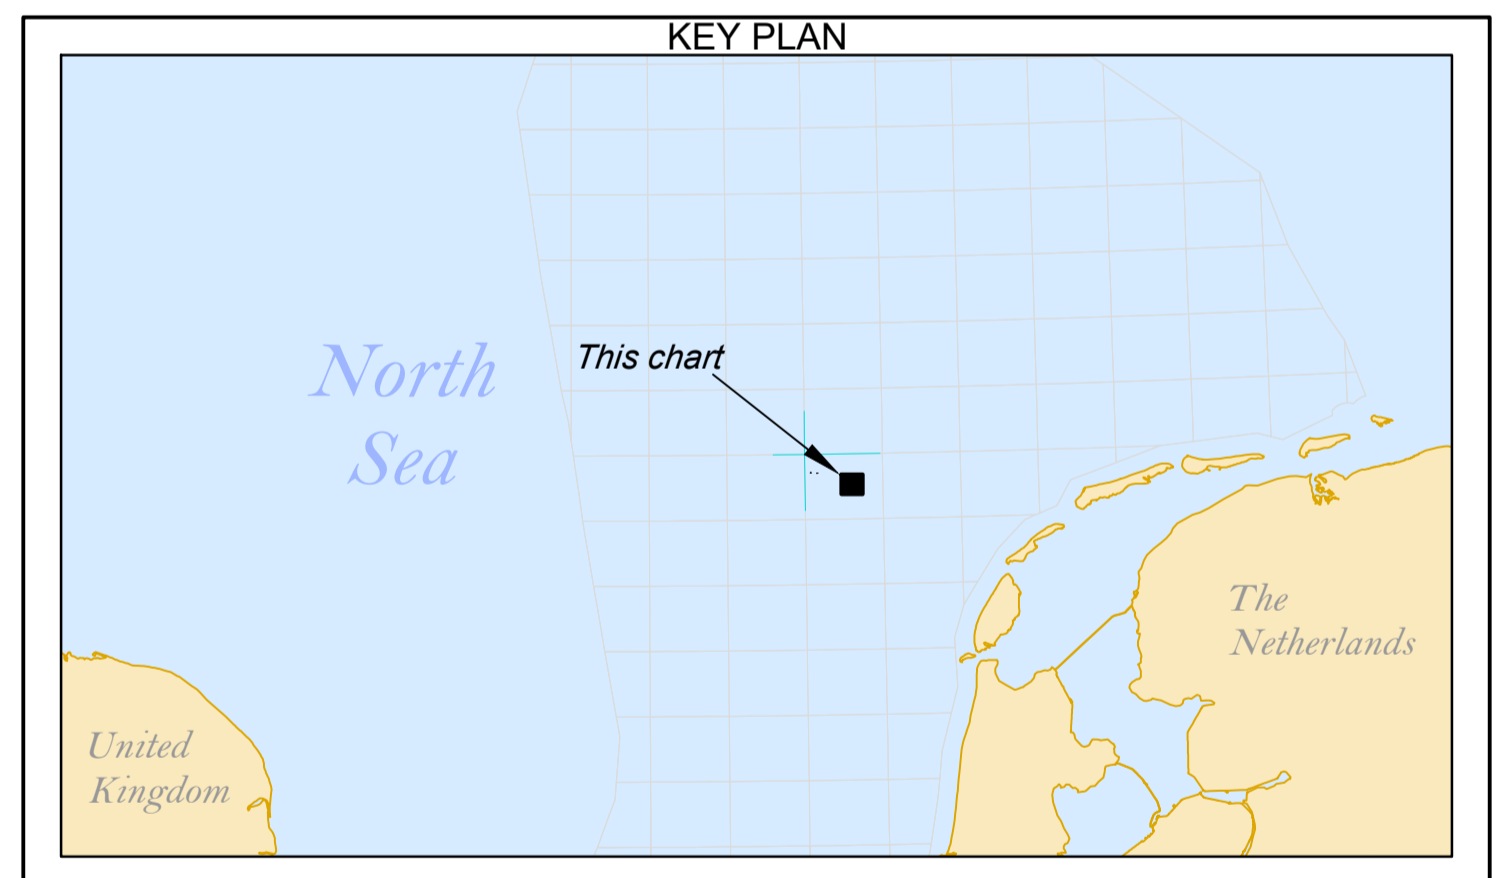 KEY PLAN
North
Sea
This chart
The
Netherlands
United
Kingdom